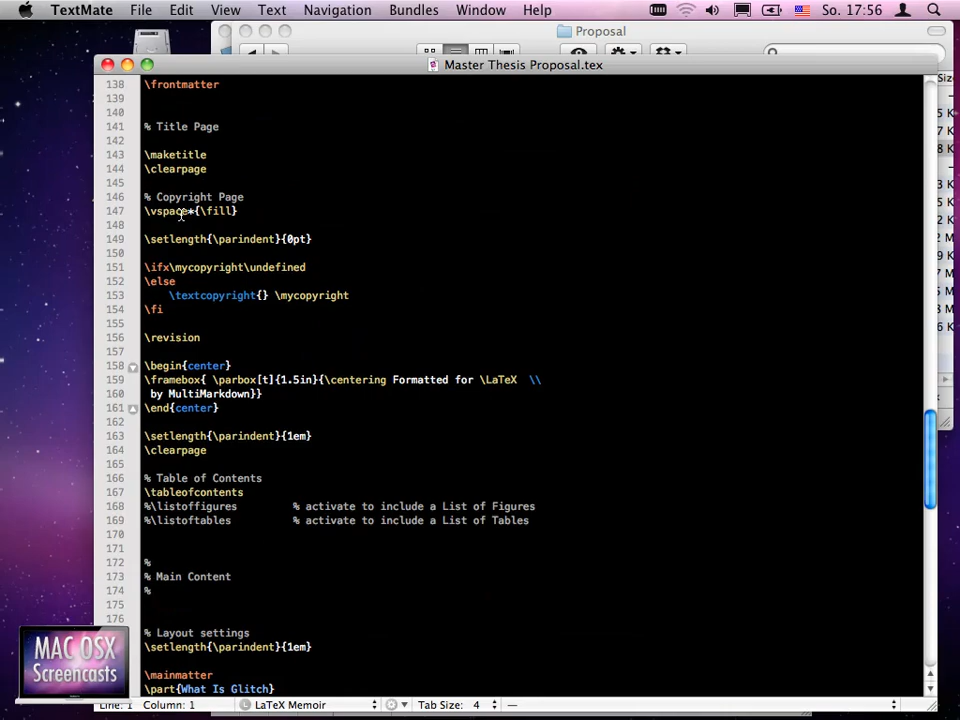 TextMate File Edit View Text Navigation Bundles Window Help So. 17:56
Proposal
Master Thesis Proposal.tex
138 \frontmatter
139
140
141 % Title Page
142
143 \maketitle
144 \clearpage
145
146 % Copyright Page
147 \vspace*{\fill}
148
149 \setlength{\parindent}{0pt}
150
151 \ifx\mycopyright\undefined
152 \else
153 \textcopyright{} \mycopyright
154 \fi
155
156 \revision
157
158 \begin{center}
159 \framebox{ \parbox[t]{1.5in}{\centering Formatted for \LaTeX \\
160 by MultiMarkdown}}
161 \end{center}
162
163 \setlength{\parindent}{1em}
164 \clearpage
165
166 % Table of Contents
167 \tableofcontents
168 %\listoffigures % activate to include a List of Figures
169 %\listoftables % activate to include a List of Tables
170
171
172 %
173 % Main Content
174 %
175
176
% Layout settings
\setlength{\parindent}{1em}
\mainmatter
\part{What Is Glitch}
MAC OSX
Screencasts
Line: 1 Column: 1 LaTeX Memoir Tab Size: 4 —